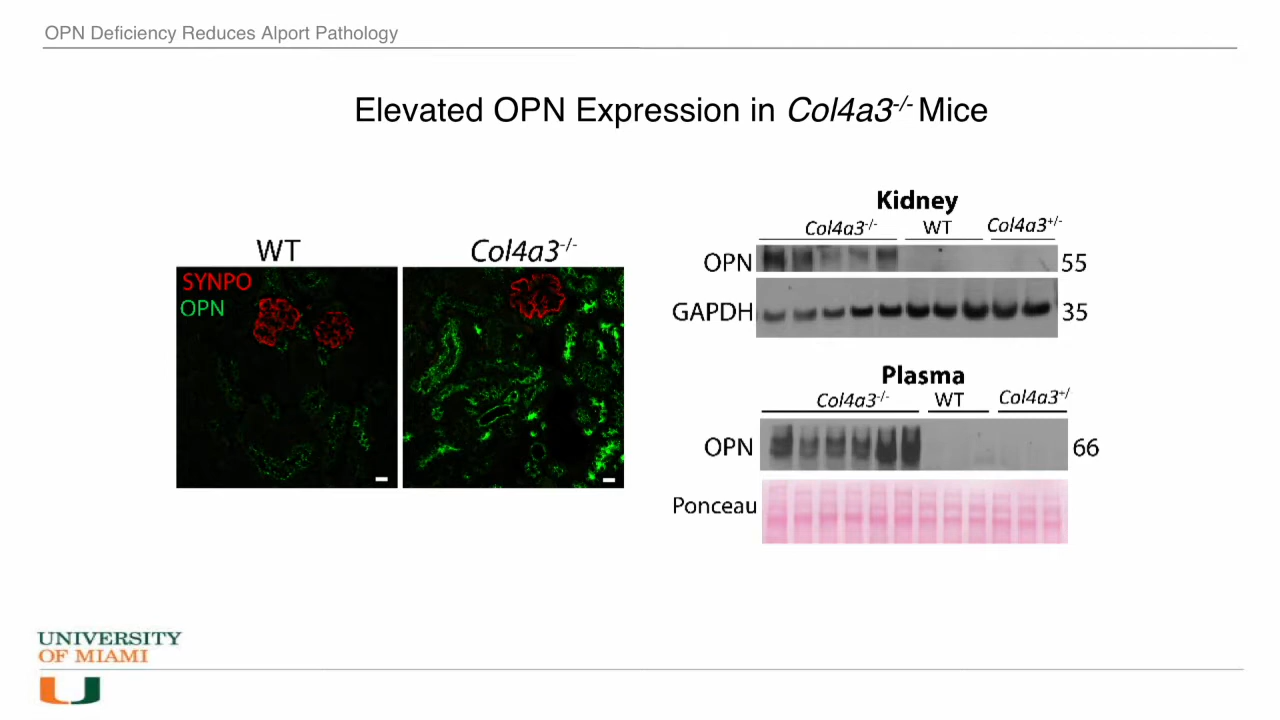 OPN Deficiency Reduces Alport Pathology
Elevated OPN Expression in Col4a3-/- Mice
WT
Col4a3-/-
SYNPO
OPN
Kidney
Col4a3-/- WT Col4a3+/-
OPN 55
GAPDH 35
Plasma
Col4a3-/- WT Col4a3+/
OPN 66
Ponceau
UNIVERSITY
OF MIAMI